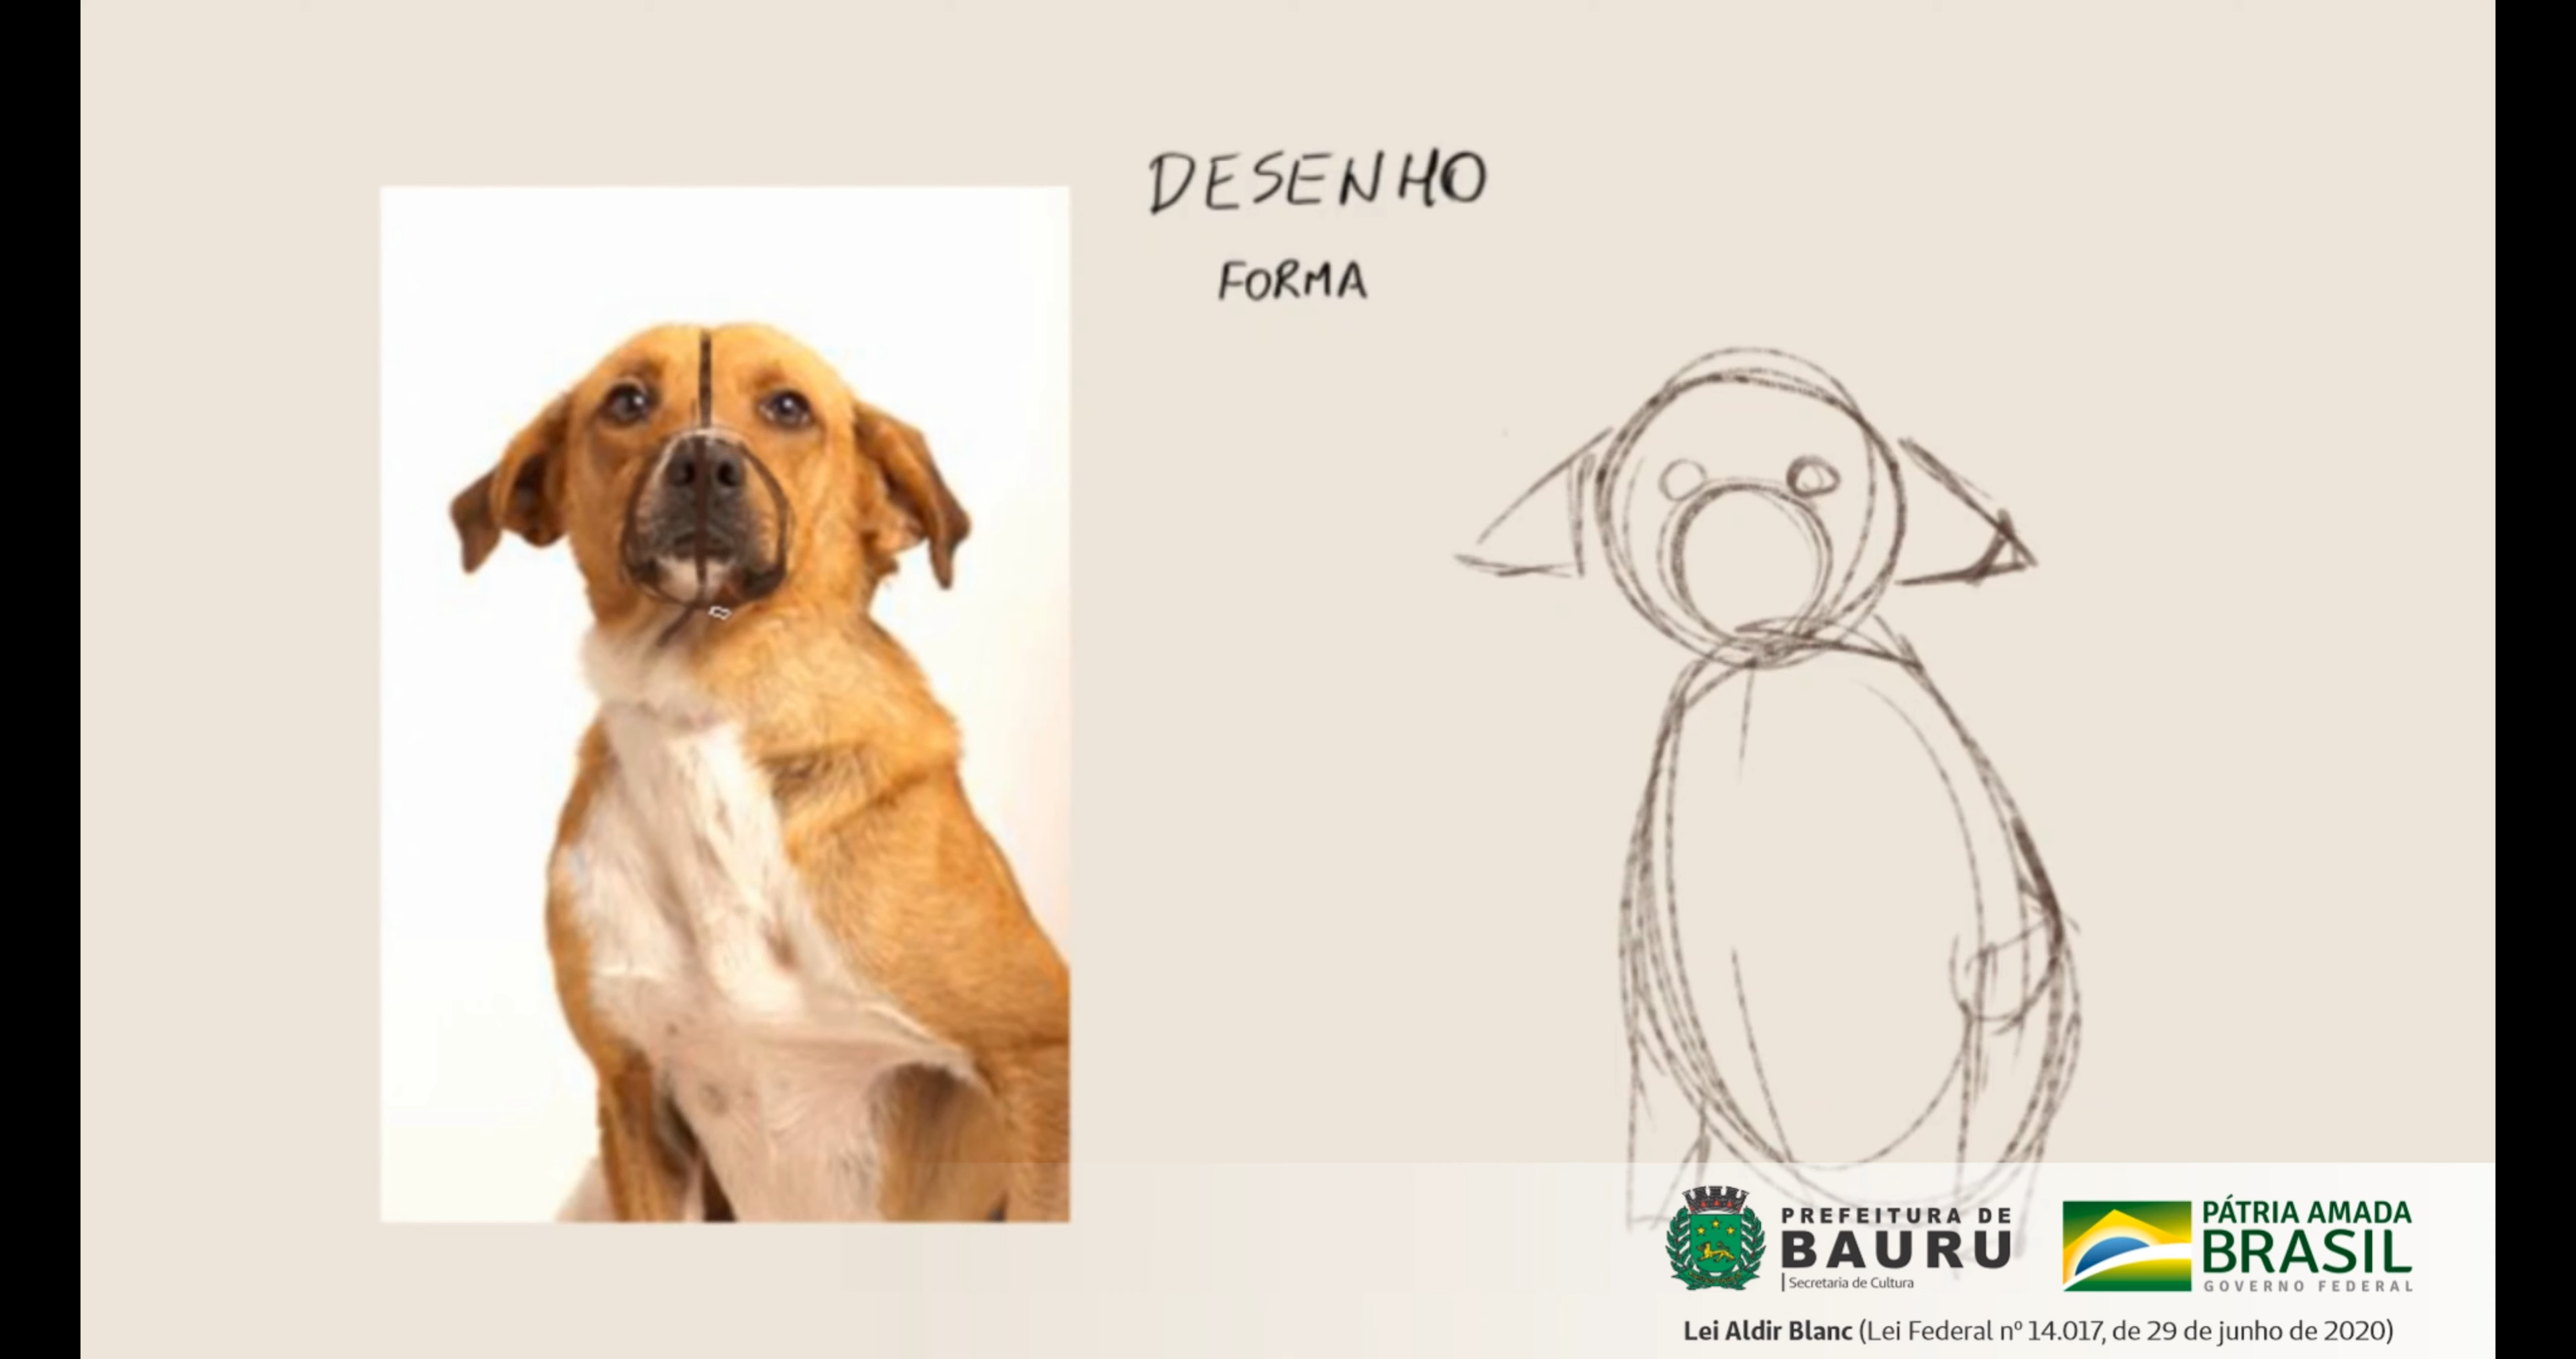 DESENHO
FORMA
PREFEITURA DE
BAURU
Secretaria de Cultura
PÁTRIA AMADA
BRASIL
GOVERNO FEDERAL
Lei Aldir Blanc (Lei Federal nº 14.017, de 29 de junho de 2020)